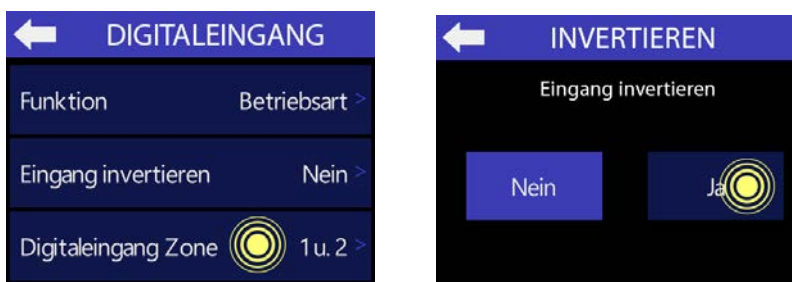 DIGITALEINGANG
Funktion Betriebsart >
Eingang invertieren Nein >
Digitaleingang Zone 1 u. 2 >
INVERTIEREN
Eingang invertieren
Nein
Ja